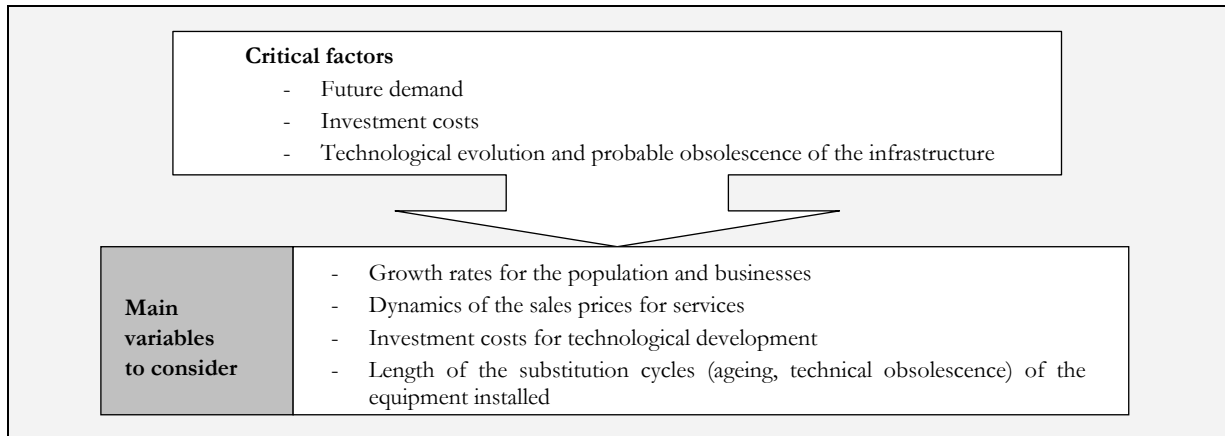 Critical factors
- Future demand
- Investment costs
- Technological evolution and probable obsolescence of the infrastructure
Main
variables
to consider
- Growth rates for the population and businesses
- Dynamics of the sales prices for services
- Investment costs for technological development
- Length of the substitution cycles (ageing, technical obsolescence) of the
equipment installed